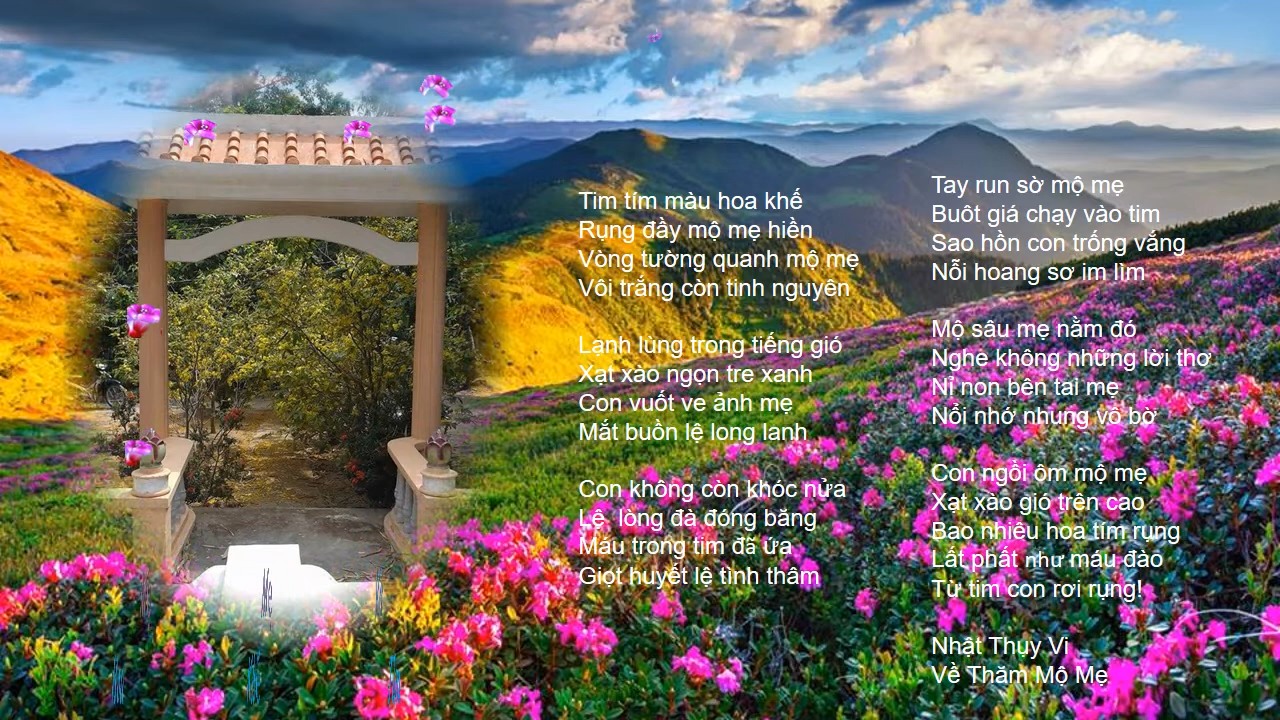 Tim tím màu hoa khế
Rụng đầy mộ mẹ hiền
Vòng tường quanh mộ mẹ
Vôi trắng còn tinh nguyên
Lạnh lùng trong tiếng gió
Xạt xào ngọn tre xanh
Con vuốt ve ảnh mẹ
Mắt buồn lệ long lanh
Con không còn khóc nửa
Lệ lòng đà đóng băng
Máu trong tim đã ứa
Giọt huyết lệ tình thâm
Tay run sờ mộ mẹ
Buôt giá chạy vào tim
Sao hồn con trống vắng
Nỗi hoang sơ im lìm
Mộ sâu mẹ nằm đó
Nghe không những lời thơ
Nỉ non bên tai mẹ
Nỗi nhớ nhung vô bờ
Con ngồi ôm mộ mẹ
Xạt xào gió trên cao
Bao nhiêu hoa tím rụng
Lất phất như máu đào
Từ tim con rơi rụng!
Nhật Thụy Vi
Về Thăm Mộ Mẹ
Mẹ